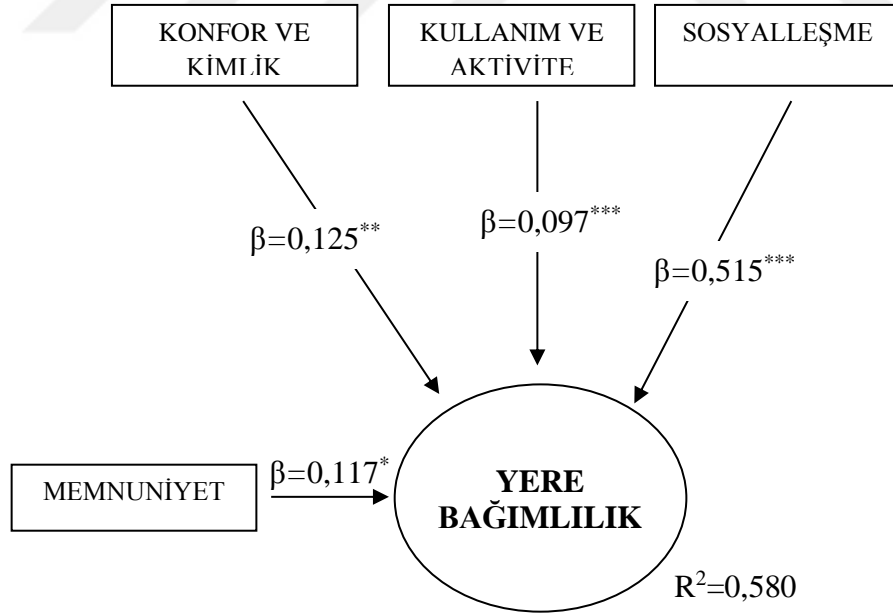 KONFOR VE
KİMLİK
KULLANIM VE
AKTİVİTE
SOSYALLEŞME
β=0,125**
β=0,097***
β=0,515***
MEMNUNİYET
β=0,117*
YERE
BAĞIMLILIK
R²=0,580